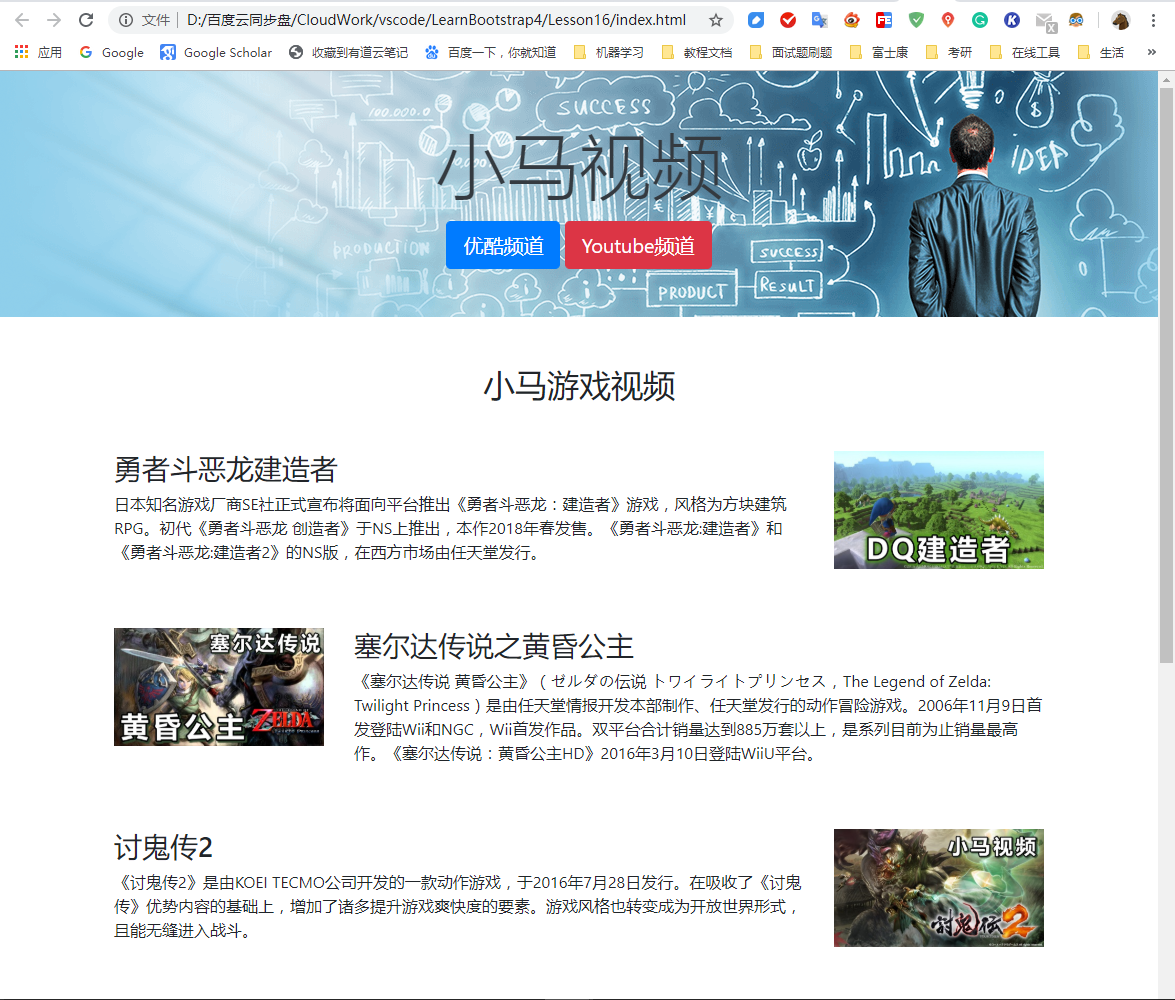 文件 D:/百度云同步盘/CloudWork/vscode/LearnBootstrap4/Lesson16/index.html
应用 Google Google Scholar 收藏到有道云笔记 百度一下，你就知道 机器学习 教程文档 面试题刷题 富士康 考研 在线工具 生活 »
SUCCESS
100.000.0
IDEA
小马视频
PRODUCTION
优酷频道 Youtube频道
SUCCESS
PRODUCT
RESULT
小马游戏视频
勇者斗恶龙建造者
日本知名游戏厂商SE社正式宣布将面向平台推出《勇者斗恶龙：建造者》游戏，风格为方块建筑
RPG。初代《勇者斗恶龙 创造者》于NS上推出，本作2018年春发售。《勇者斗恶龙:建造者》和
《勇者斗恶龙:建造者2》的NS版，在西方市场由任天堂发行。
DQ建造者
塞尔达传说
黄昏公主
ZELDA
塞尔达传说之黄昏公主
《塞尔达传说 黄昏公主》（ゼルダの伝说 トワイライトプリンセス，The Legend of Zelda:
Twilight Princess）是由任天堂情报开发本部制作、任天堂发行的动作冒险游戏。2006年11月9日首
发登陆Wii和NGC，Wii首发作品。双平台合计销量达到885万套以上，是系列目前为止销量最高
作。《塞尔达传说：黄昏公主HD》2016年3月10日登陆WiiU平台。
讨鬼传2
《讨鬼传2》是由KOEI TECMO公司开发的一款动作游戏，于2016年7月28日发行。在吸收了《讨鬼
传》优势内容的基础上，增加了诸多提升游戏爽快度的要素。游戏风格也转变成为开放世界形式，
且能无缝进入战斗。
小马视频
討鬼伝2